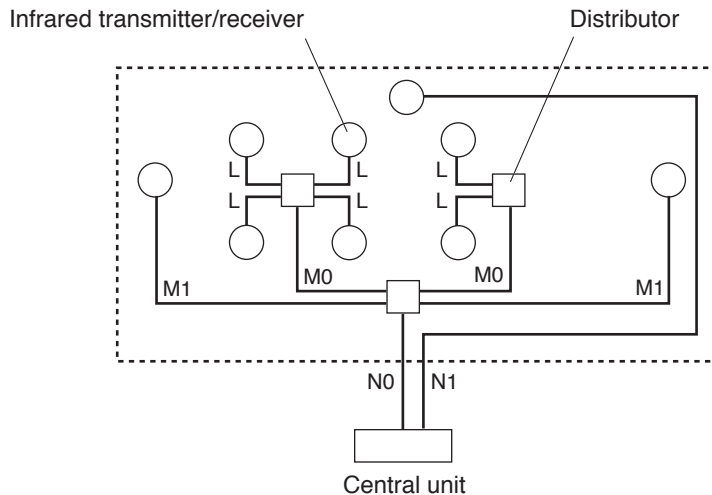 Infrared transmitter/receiver
Distributor
L L L
L L L
M0 M0
M1 M1
N0 N1
Central unit